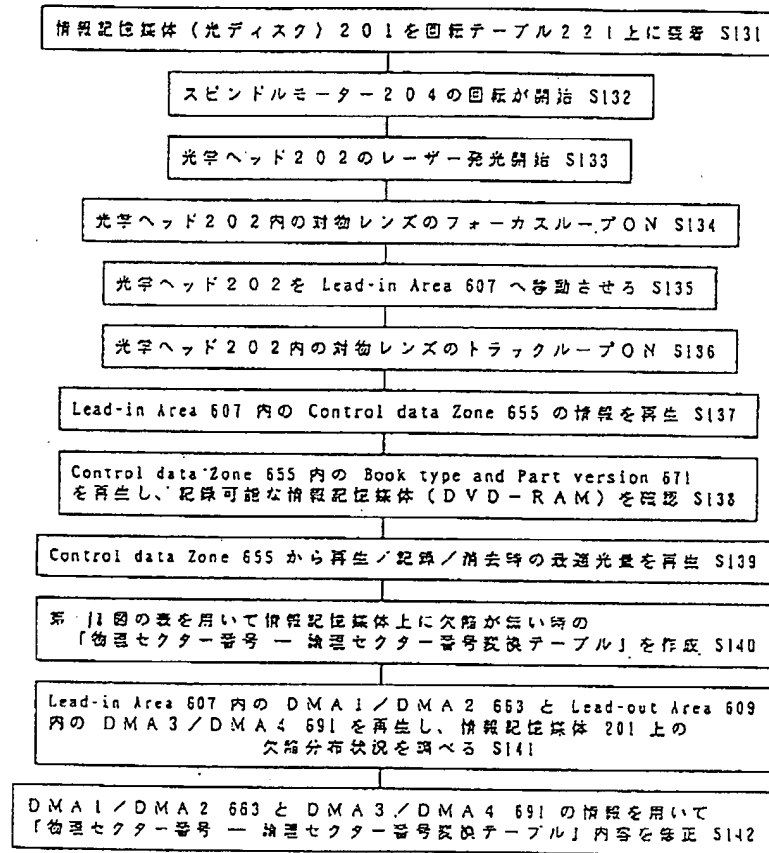 情報記憶媒体（光ディスク）２０１を回転テーブル２２１上に装着 S131
スピンドルモーター２０４の回転が開始 S132
光学ヘッド２０２のレーザー発光開始 S133
光学ヘッド２０２内の対物レンズのフォーカスループＯＮ S134
光学ヘッド２０２を Lead-in Area 607 へ移動させる S135
光学ヘッド２０２内の対物レンズのトラックループＯＮ S136
Lead-in Area 607 内の Control data Zone 655 の情報を再生 S137
Control data Zone 655 内の Book type and Part version 671
を再生し、記録可能な情報記憶媒体（ＤＶＤ－ＲＡＭ）を確認 S138
Control data Zone 655 から再生／記録／消去時の最適光量を再生 S139
第 図の表を用いて情報記憶媒体上に欠陥が無い時の
「物理セクター番号 ― 論理セクター番号変換テーブル」を作成 S140
Lead-in Area 607 内の ＤＭＡ１／ＤＭＡ２ 663 と Lead-out Area 609
内の ＤＭＡ３／ＤＭＡ４ 691 を再生し、情報記憶媒体 201 上の
欠陥分布状況を調べる S141
ＤＭＡ１／ＤＭＡ２ 663 と ＤＭＡ３／ＤＭＡ４ 691 の情報を用いて
「物理セクター番号 ― 論理セクター番号変換テーブル」内容を修正 S142